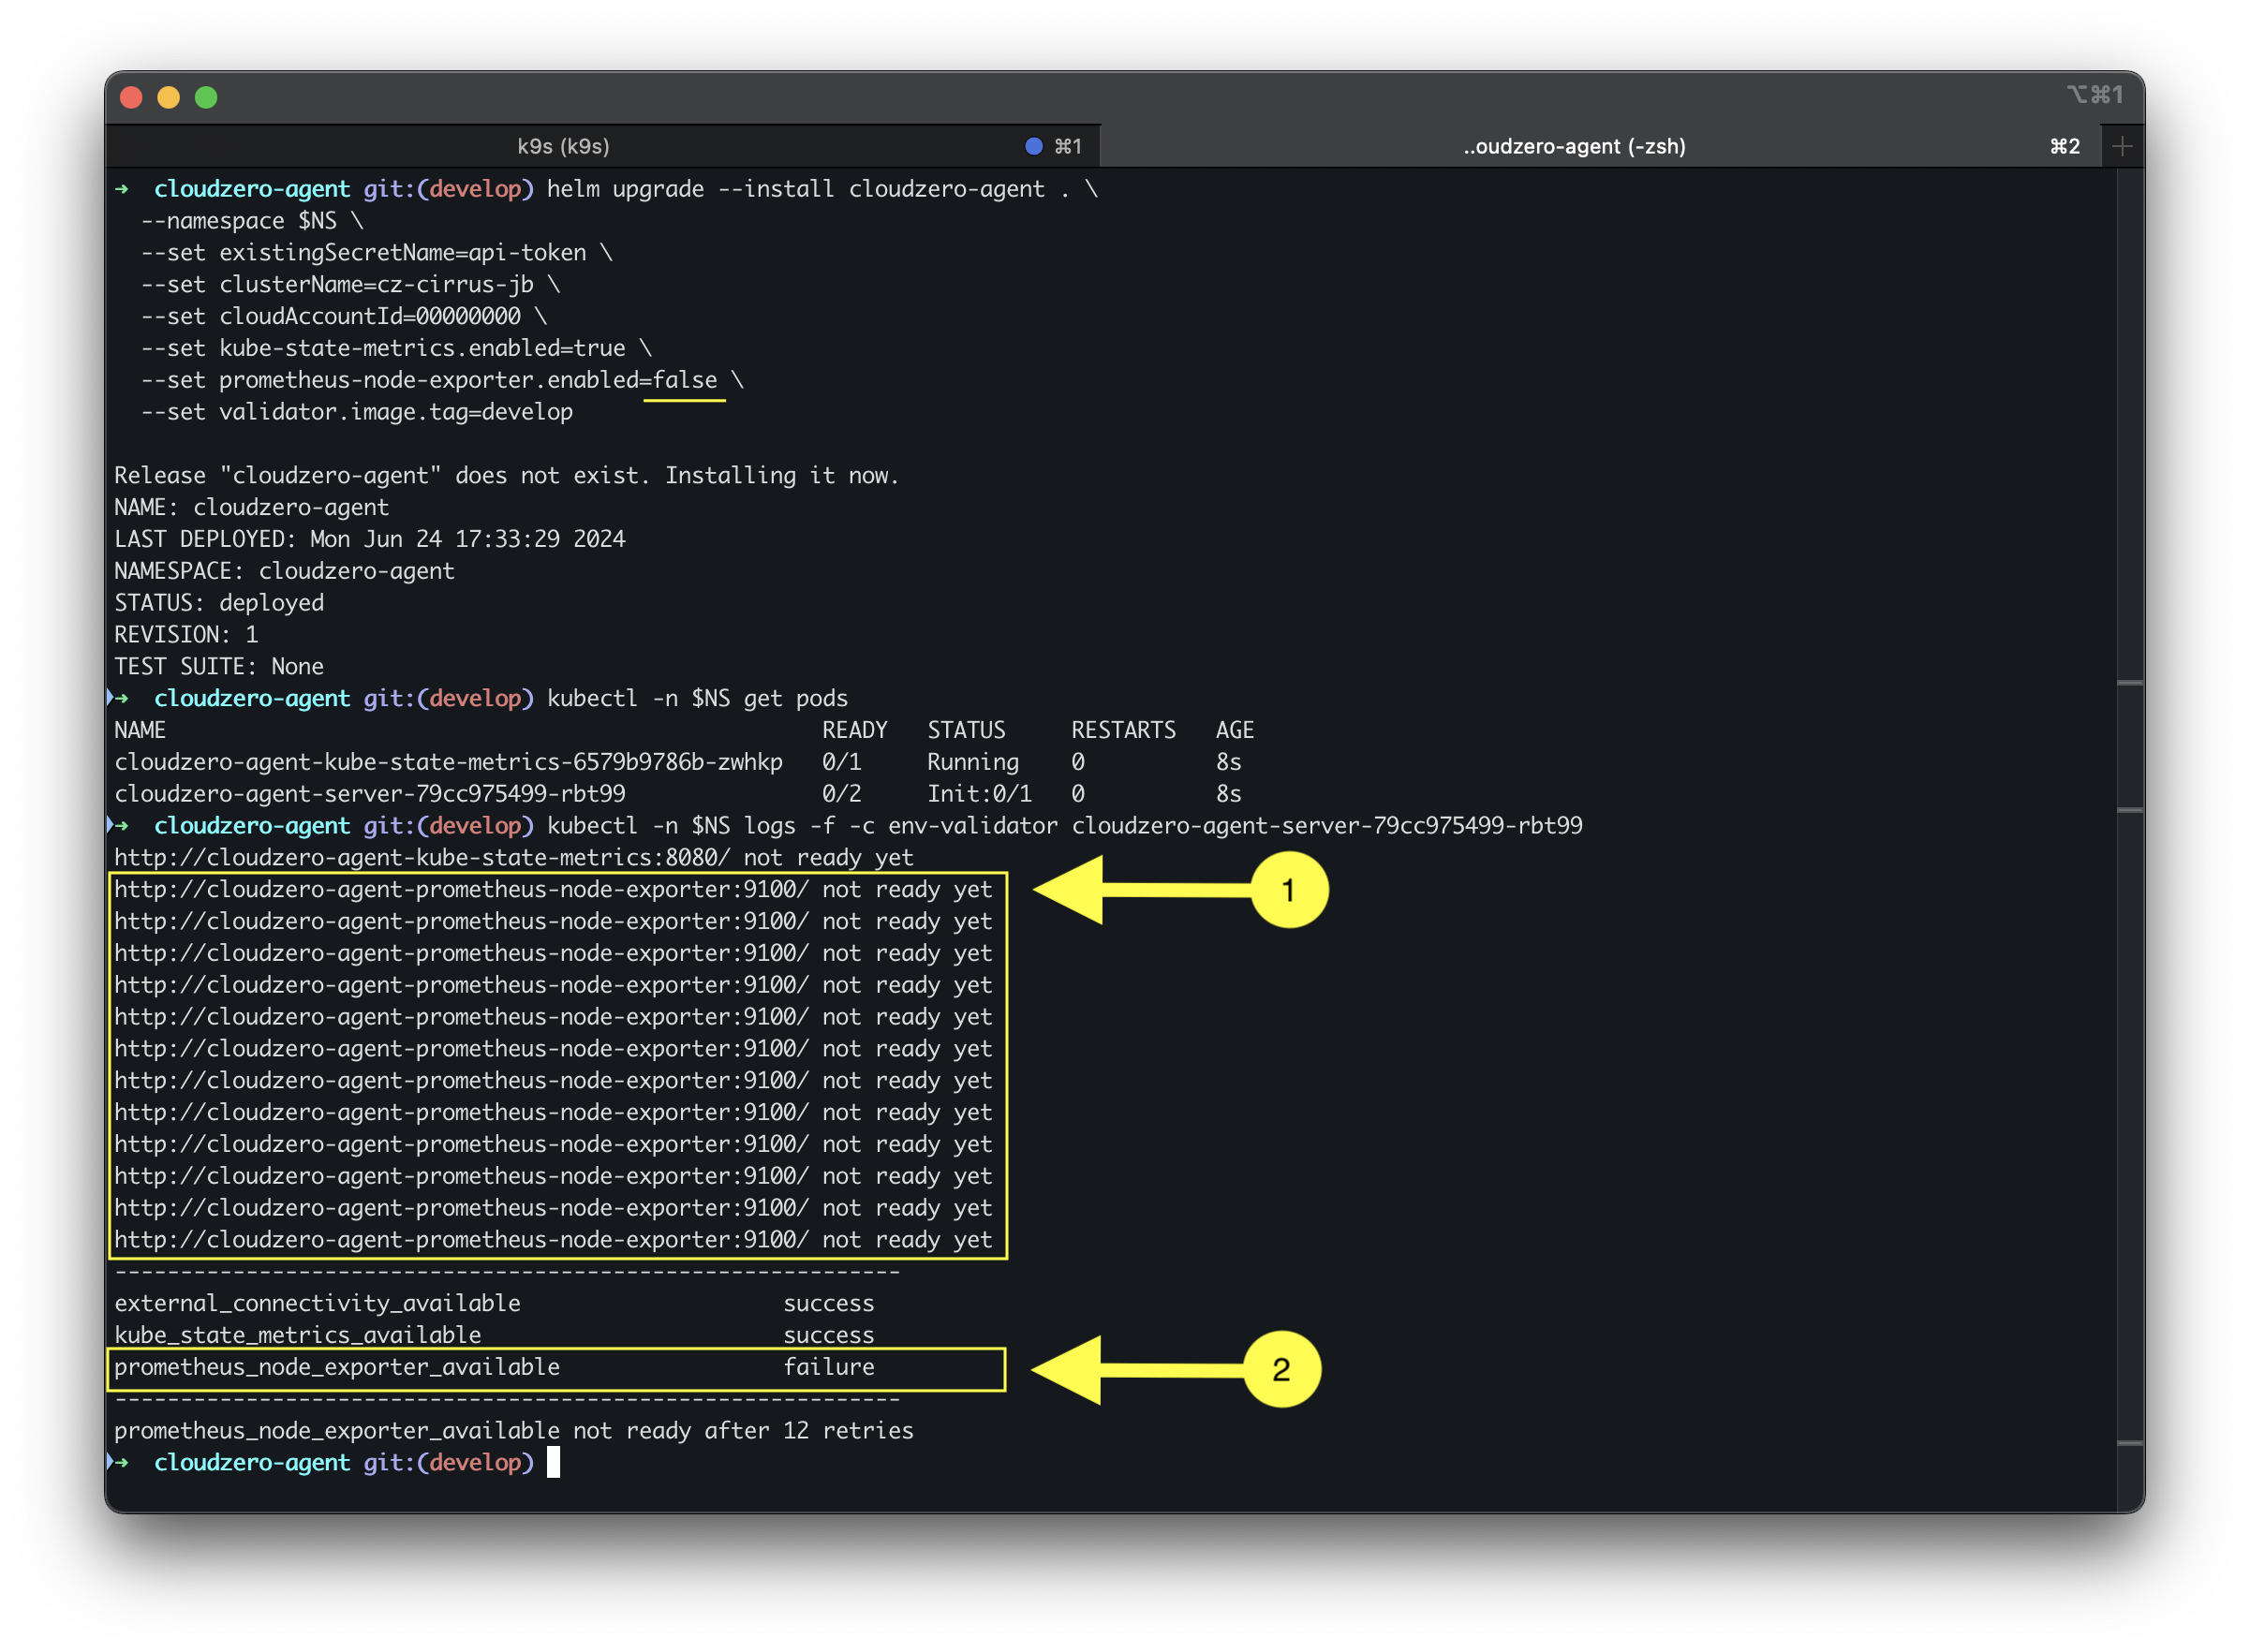 ⌥⌘1
k9s (k9s) ⌘1 ..oudzero-agent (-zsh) ⌘2 +
➜ cloudzero-agent git:(develop) helm upgrade --install cloudzero-agent . \
--namespace $NS \
--set existingSecretName=api-token \
--set clusterName=cz-cirrus-jb \
--set cloudAccountId=00000000 \
--set kube-state-metrics.enabled=true \
--set prometheus-node-exporter.enabled=false \
--set validator.image.tag=develop
Release "cloudzero-agent" does not exist. Installing it now.
NAME: cloudzero-agent
LAST DEPLOYED: Mon Jun 24 17:33:29 2024
NAMESPACE: cloudzero-agent
STATUS: deployed
REVISION: 1
TEST SUITE: None
➜ cloudzero-agent git:(develop) kubectl -n $NS get pods
NAME READY STATUS RESTARTS AGE
cloudzero-agent-kube-state-metrics-6579b9786b-zwhkp 0/1 Running 0 8s
cloudzero-agent-server-79cc975499-rbt99 0/2 Init:0/1 0 8s
➜ cloudzero-agent git:(develop) kubectl -n $NS logs -f -c env-validator cloudzero-agent-server-79cc975499-rbt99
http://cloudzero-agent-kube-state-metrics:8080/ not ready yet
http://cloudzero-agent-prometheus-node-exporter:9100/ not ready yet 1
http://cloudzero-agent-prometheus-node-exporter:9100/ not ready yet
http://cloudzero-agent-prometheus-node-exporter:9100/ not ready yet
http://cloudzero-agent-prometheus-node-exporter:9100/ not ready yet
http://cloudzero-agent-prometheus-node-exporter:9100/ not ready yet
http://cloudzero-agent-prometheus-node-exporter:9100/ not ready yet
http://cloudzero-agent-prometheus-node-exporter:9100/ not ready yet
http://cloudzero-agent-prometheus-node-exporter:9100/ not ready yet
http://cloudzero-agent-prometheus-node-exporter:9100/ not ready yet
http://cloudzero-agent-prometheus-node-exporter:9100/ not ready yet
http://cloudzero-agent-prometheus-node-exporter:9100/ not ready yet
http://cloudzero-agent-prometheus-node-exporter:9100/ not ready yet
------------------------------------------------------------
external_connectivity_available success
kube_state_metrics_available success
prometheus_node_exporter_available failure 2
------------------------------------------------------------
prometheus_node_exporter_available not ready after 12 retries
➜ cloudzero-agent git:(develop)